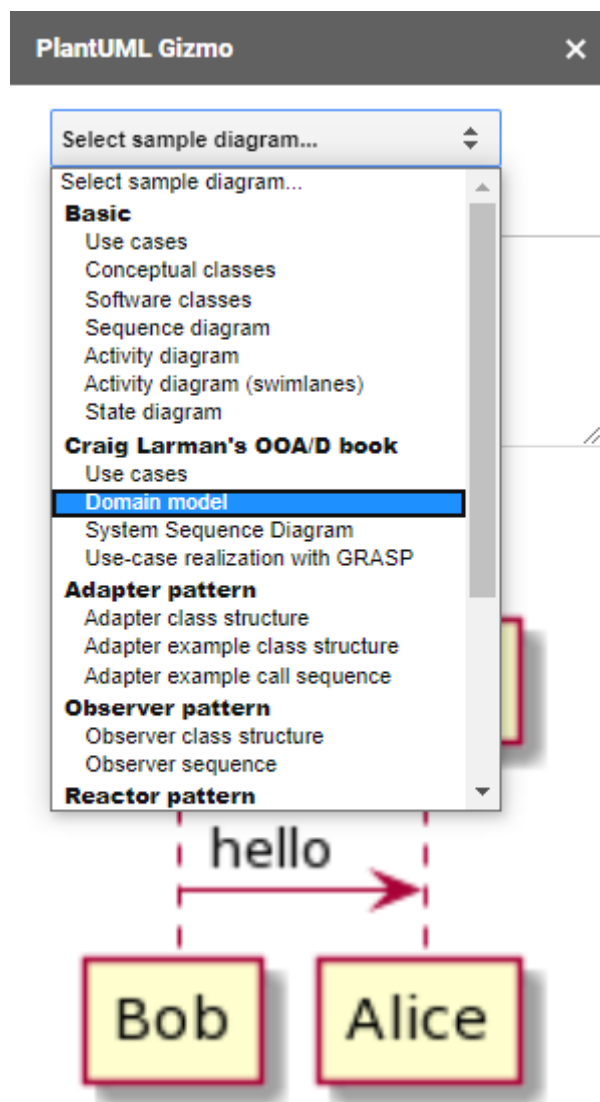 PlantUML Gizmo ×
Select sample diagram...
Select sample diagram...
Basic
Use cases
Conceptual classes
Software classes
Sequence diagram
Activity diagram
Activity diagram (swimlanes)
State diagram
Craig Larman's OOA/D book
Use cases
Domain model
System Sequence Diagram
Use-case realization with GRASP
Adapter pattern
Adapter class structure
Adapter example class structure
Adapter example call sequence
Observer pattern
Observer class structure
Observer sequence
Reactor pattern
hello
Bob Alice